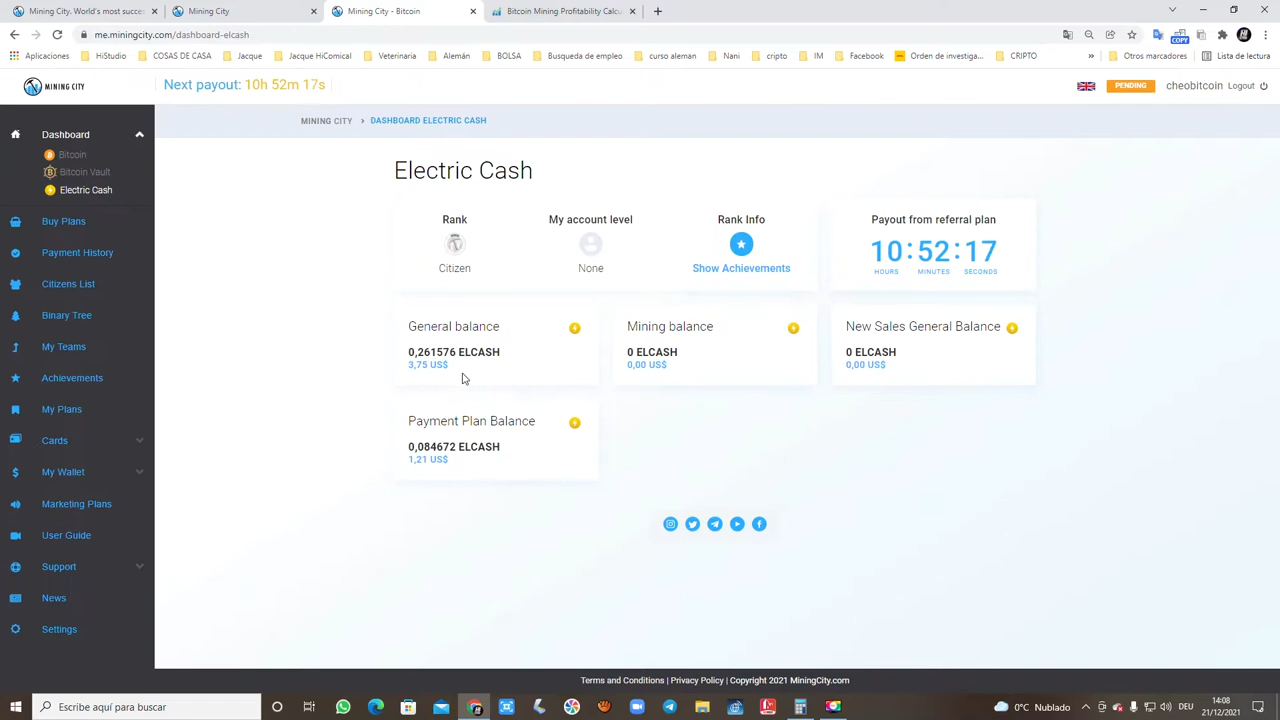 Mining City, World's most succe
Mining City
Mining City - Bitcoin
Bitcoin Mining Profitability Calcu
me.miningcity.com/dashboard-elcash
COPY
Aplicaciones
HiStudio
COSAS DE CASA
Jacque
Jacque HiComical
Veterinaria
Alemán
BOLSA
Busqueda de empleo
curso aleman
Nani
cripto
IM
Facebook
Orden de investiga...
CRIPTO
»
Otros marcadores
Lista de lectura
MINING CITY
Next payout: 10h 52m 17s
PENDING
cheobitcoin
Logout
MINING CITY > DASHBOARD ELECTRIC CASH
Dashboard
Bitcoin
Bitcoin Vault
Electric Cash
Buy Plans
Payment History
Citizens List
Binary Tree
My Teams
Achievements
My Plans
Cards
My Wallet
Marketing Plans
User Guide
Support
News
Settings
Electric Cash
Rank
Citizen
My account level
None
Rank Info
Show Achievements
Payout from referral plan
10:52:17
HOURS MINUTES SECONDS
General balance
0,261576 ELCASH
3,75 US$
Mining balance
0 ELCASH
0,00 US$
New Sales General Balance
0 ELCASH
0,00 US$
Payment Plan Balance
0,084672 ELCASH
1,21 US$
Terms and Conditions | Privacy Policy | Copyright 2021 MiningCity.com
Escribe aquí para buscar
0°C Nublado
DEU
14:08
21/12/2021